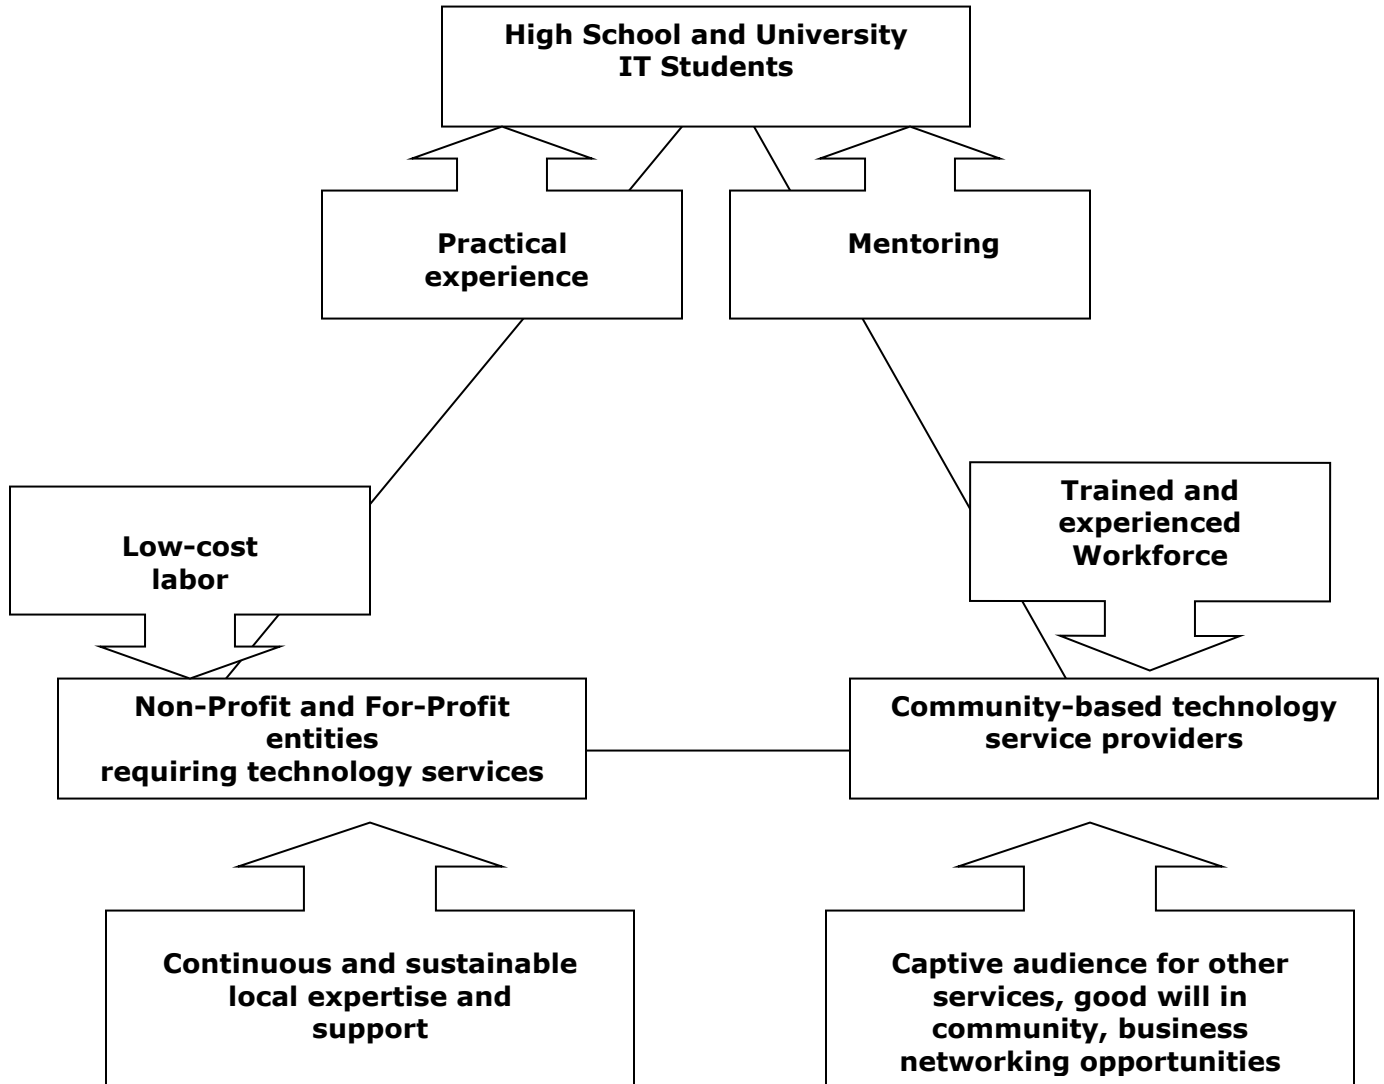 High School and University
IT Students
Practical
experience
Mentoring
Low-cost
labor
Trained and
experienced
Workforce
Non-Profit and For-Profit
entities
requiring technology services
Community-based technology
service providers
Continuous and sustainable
local expertise and
support
Captive audience for other
services, good will in
community, business
networking opportunities